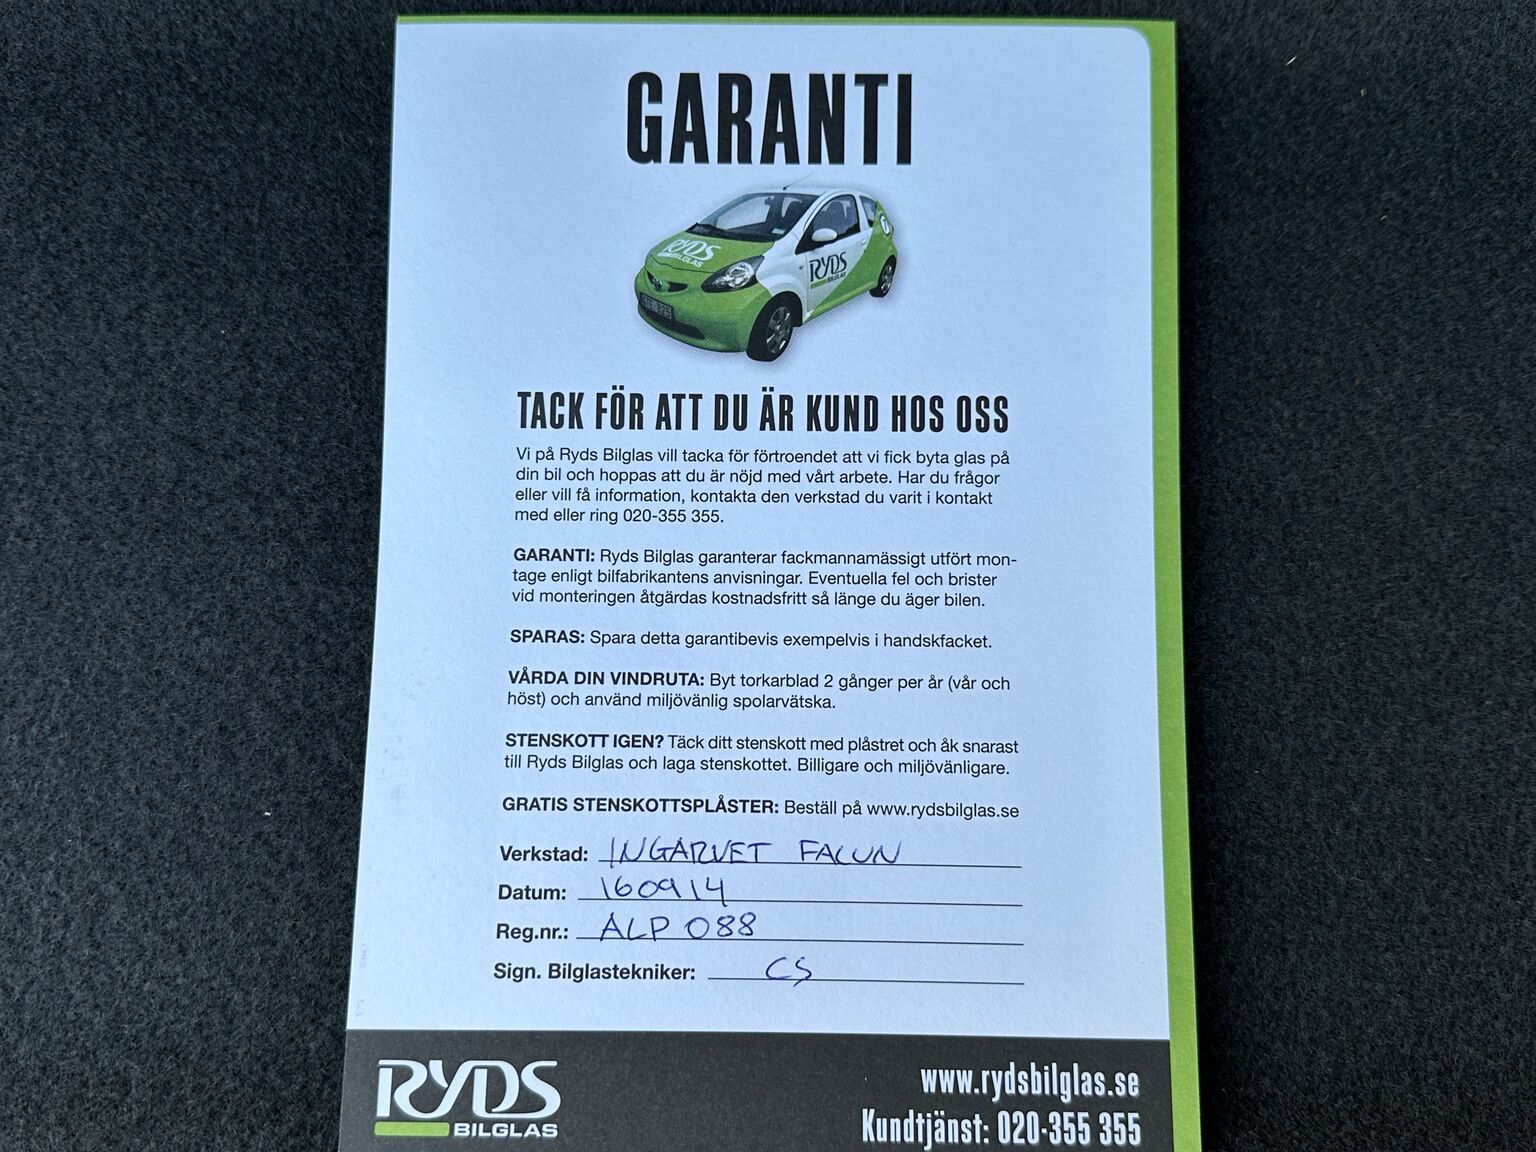 GARANTI
RYDS
BILGLAS
RYDS
BILGLAS
TACK FÖR ATT DU ÄR KUND HOS OSS
Vi på Ryds Bilglas vill tacka för förtroendet att vi fick byta glas på
din bil och hoppas att du är nöjd med vårt arbete. Har du frågor
eller vill få information, kontakta den verkstad du varit i kontakt
med eller ring 020-355 355.
GARANTI: Ryds Bilglas garanterar fackmannamässigt utfört mon-
tage enligt bilfabrikantens anvisningar. Eventuella fel och brister
vid monteringen åtgärdas kostnadsfritt så länge du äger bilen.
SPARAS: Spara detta garantibevis exempelvis i handskfacket.
VÅRDA DIN VINDRUTA: Byt torkarblad 2 gånger per år (vår och
höst) och använd miljövänlig spolarvätska.
STENSKOTT IGEN? Täck ditt stenskott med plåstret och åk snarast
till Ryds Bilglas och laga stenskottet. Billigare och miljövänligare.
GRATIS STENSKOTTSPLÅSTER: Beställ på www.rydsbilglas.se
Verkstad: INGARVET FALUN
Datum: 160914
Reg.nr.: ALP 088
Sign. Bilglastekniker: CS
RYDS
BILGLAS
www.rydsbilglas.se
Kundtjänst: 020-355 355